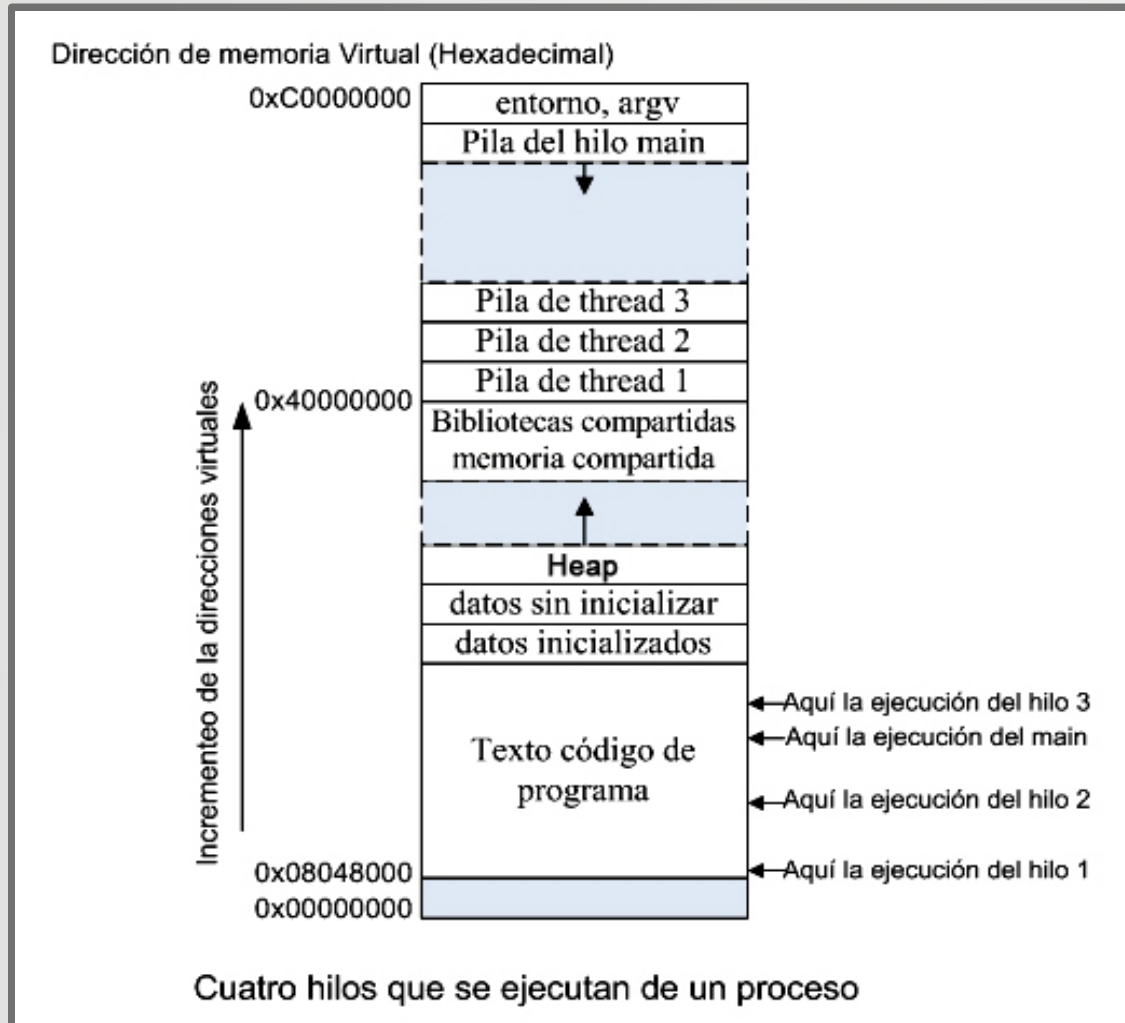 Dirección de memoria Virtual (Hexadecimal)
0xC0000000
entorno, argv
Pila del hilo main
Pila de thread 3
Pila de thread 2
Pila de thread 1
0x40000000
Bibliotecas compartidas
memoria compartida
Incrementeo de la direcciones virtuales
Heap
datos sin inicializar
datos inicializados
Texto código de
programa
Aquí la ejecución del hilo 3
Aquí la ejecución del main
Aquí la ejecución del hilo 2
Aquí la ejecución del hilo 1
0x08048000
0x00000000
Cuatro hilos que se ejecutan de un proceso